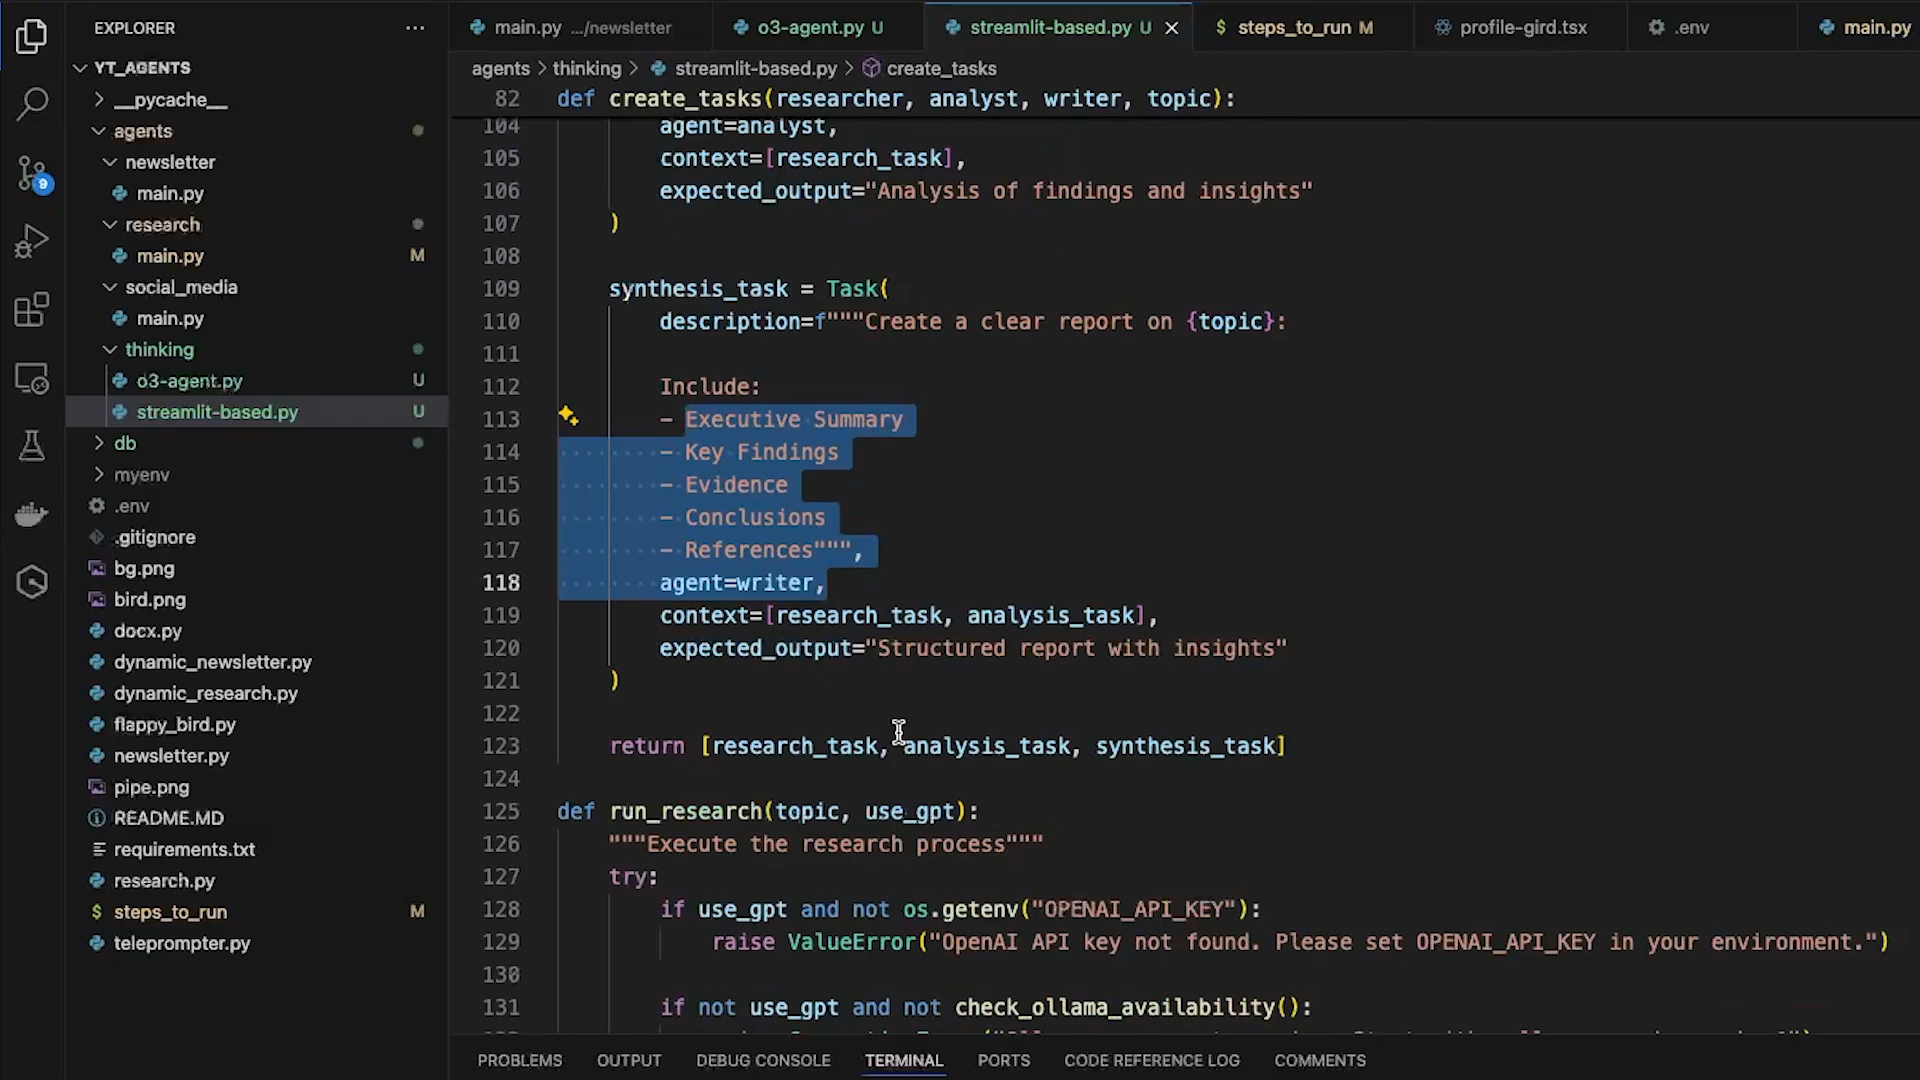 EXPLORER
YT_AGENTS
__pycache__
agents
newsletter
main.py
research
main.py M
social_media
main.py
thinking
o3-agent.py U
streamlit-based.py U
db
myenv
.env
.gitignore
bg.png
bird.png
docx.py
dynamic_newsletter.py
dynamic_research.py
flappy_bird.py
newsletter.py
pipe.png
README.MD
requirements.txt
research.py
$ steps_to_run M
teleprompter.py
9
main.py .../newsletter o3-agent.py U streamlit-based.py U $ steps_to_run M profile-gird.tsx .env main.py
agents > thinking > streamlit-based.py > create_tasks
82 def create_tasks(researcher, analyst, writer, topic):
104 agent=analyst,
105 context=[research_task],
106 expected_output="Analysis of findings and insights"
107 )
108
109 synthesis_task = Task(
110 description=f"""Create a clear report on {topic}:
111
112 Include:
113 - Executive Summary
114 - Key Findings
115 - Evidence
116 - Conclusions
117 - References""",
118 agent=writer,
119 context=[research_task, analysis_task],
120 expected_output="Structured report with insights"
121 )
122
123 return [research_task, analysis_task, synthesis_task]
124
125 def run_research(topic, use_gpt):
126 """Execute the research process"""
127 try:
128 if use_gpt and not os.getenv("OPENAI_API_KEY"):
129 raise ValueError("OpenAI API key not found. Please set OPENAI_API_KEY in your environment.")
130
131 if not use_gpt and not check_ollama_availability():
PROBLEMS OUTPUT DEBUG CONSOLE TERMINAL PORTS CODE REFERENCE LOG COMMENTS